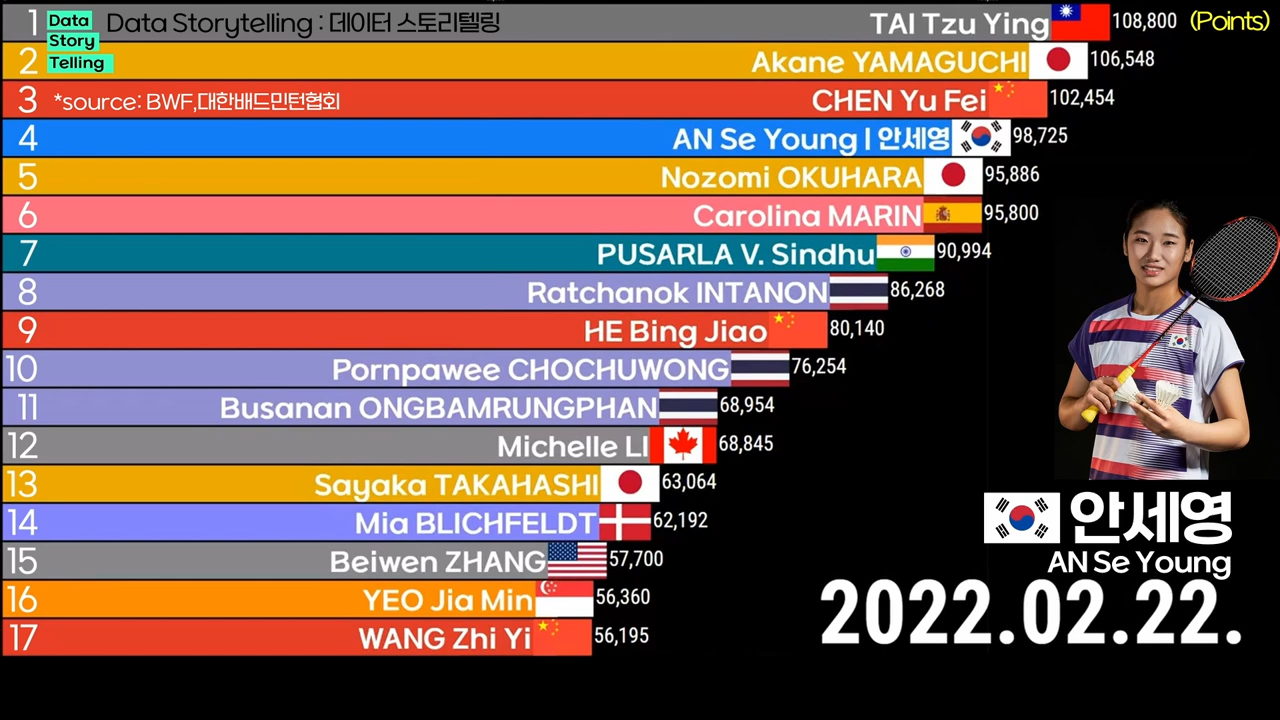 Data
Story
Telling
Data Storytelling : 데이터 스토리텔링
(Points)
*source: BWF,대한배드민턴협회
1 TAI Tzu Ying 108,800
2 Akane YAMAGUCHI 106,548
3 CHEN Yu Fei 102,454
4 AN Se Young | 안세영 98,725
5 Nozomi OKUHARA 95,886
6 Carolina MARIN 95,800
7 PUSARLA V. Sindhu 90,994
8 Ratchanok INTANON 86,268
9 HE Bing Jiao 80,140
10 Pornpawee CHOCHUWONG 76,254
11 Busanan ONGBAMRUNGPHAN 68,954
12 Michelle LI 68,845
13 Sayaka TAKAHASHI 63,064
14 Mia BLICHFELDT 62,192
15 Beiwen ZHANG 57,700
16 YEO Jia Min 56,360
17 WANG Zhi Yi 56,195
안세영
AN Se Young
2022.02.22.